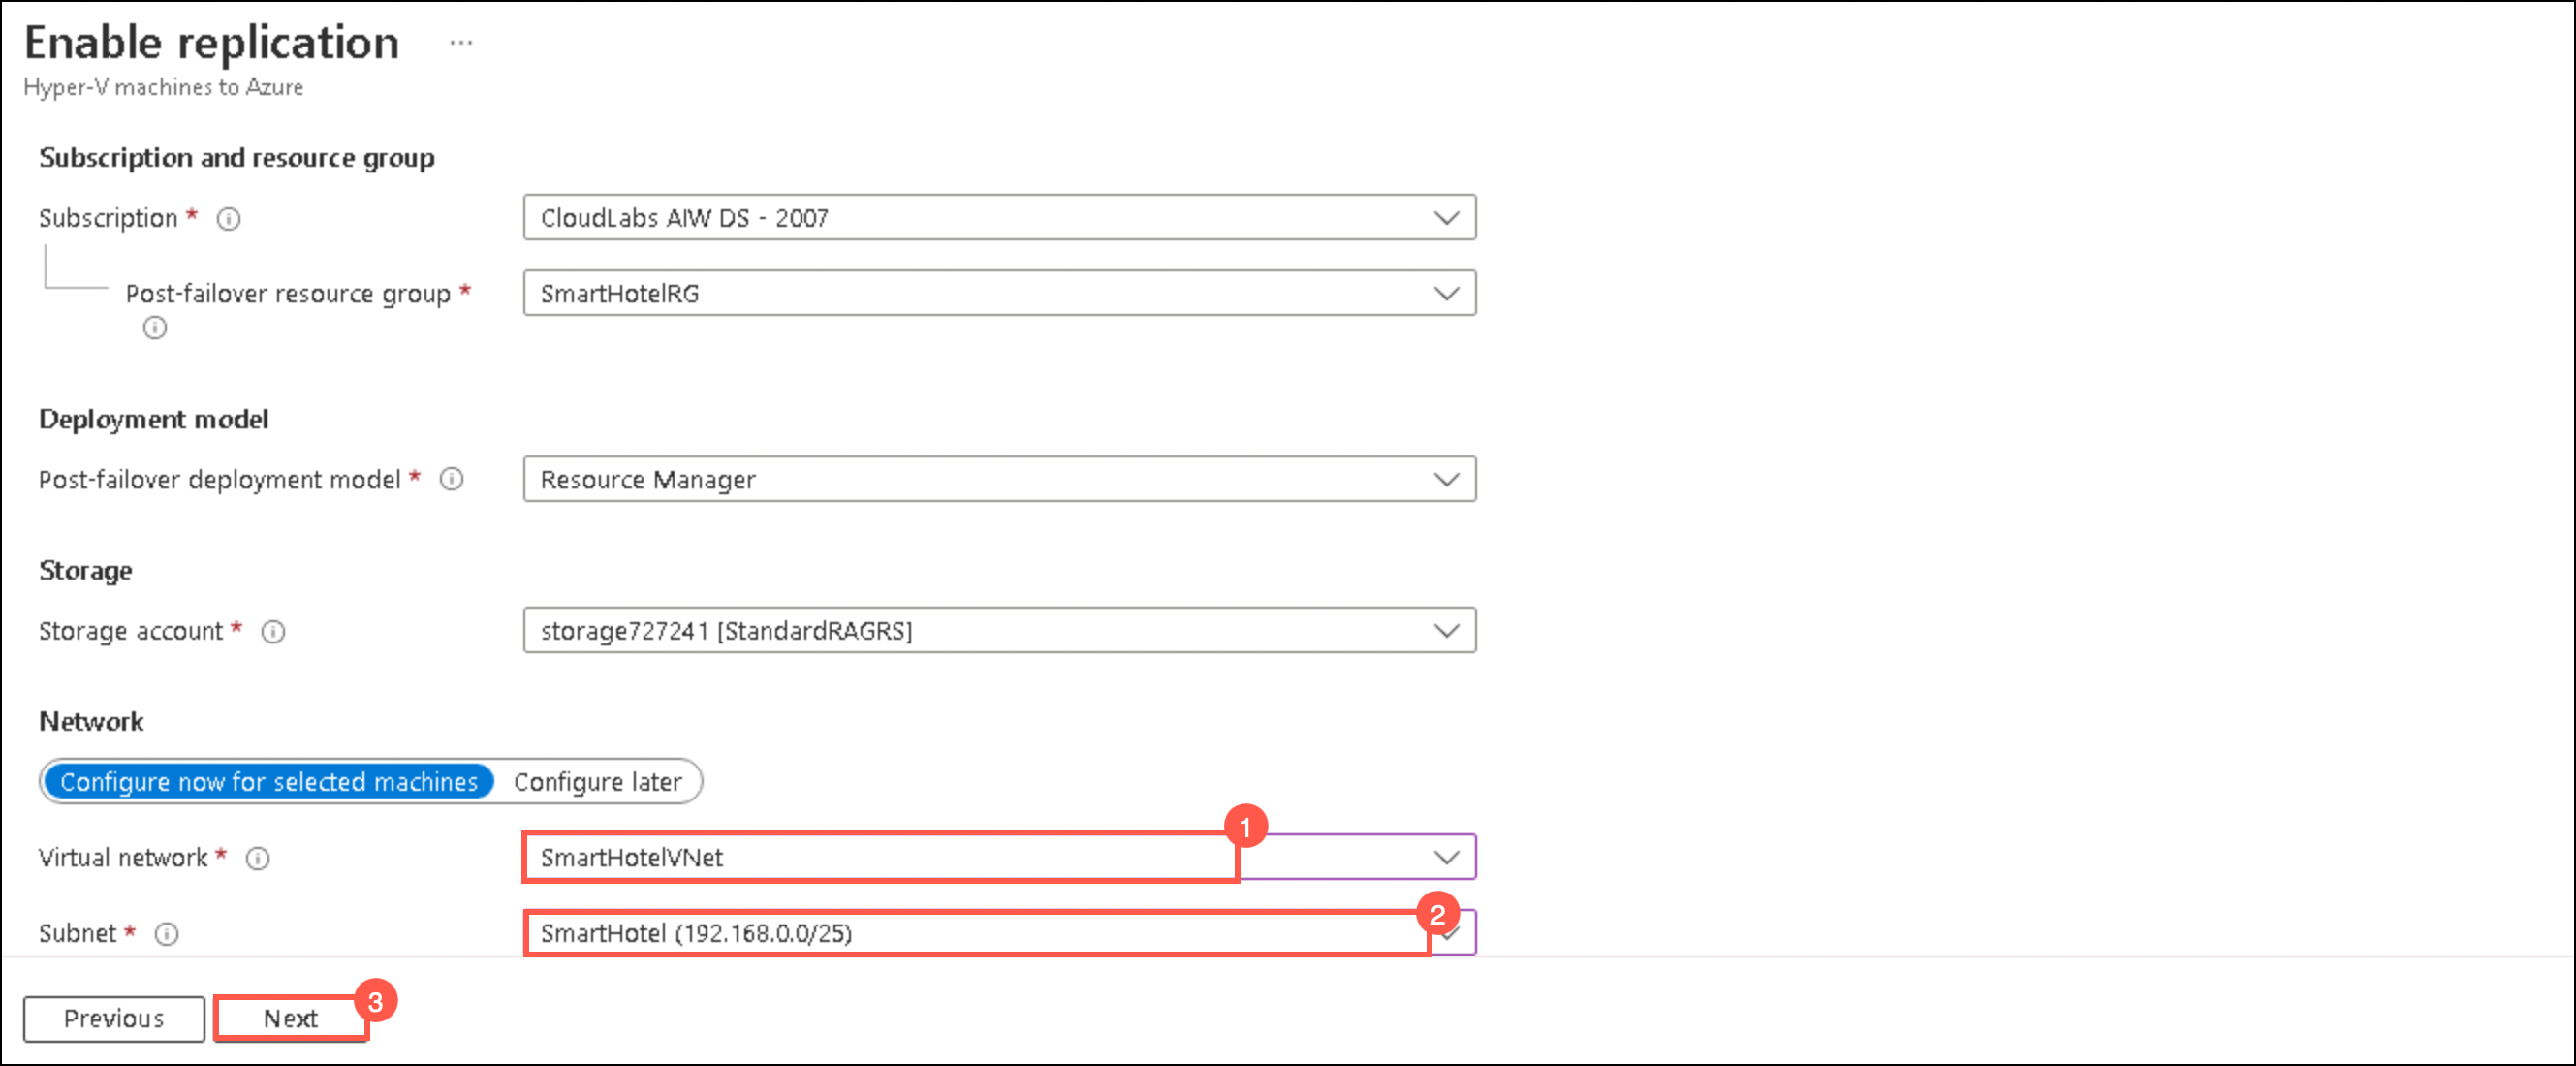 Enable replication ...
Hyper-V machines to Azure
Subscription and resource group
Subscription * CloudLabs AIW DS - 2007
Post-failover resource group * SmartHotelRG
Deployment model
Post-failover deployment model * Resource Manager
Storage
Storage account * storage727241 [StandardRAGRS]
Network
Configure now for selected machines Configure later
1
Virtual network * SmartHotelVNet
2
Subnet * SmartHotel (192.168.0.0/25)
3
Previous Next